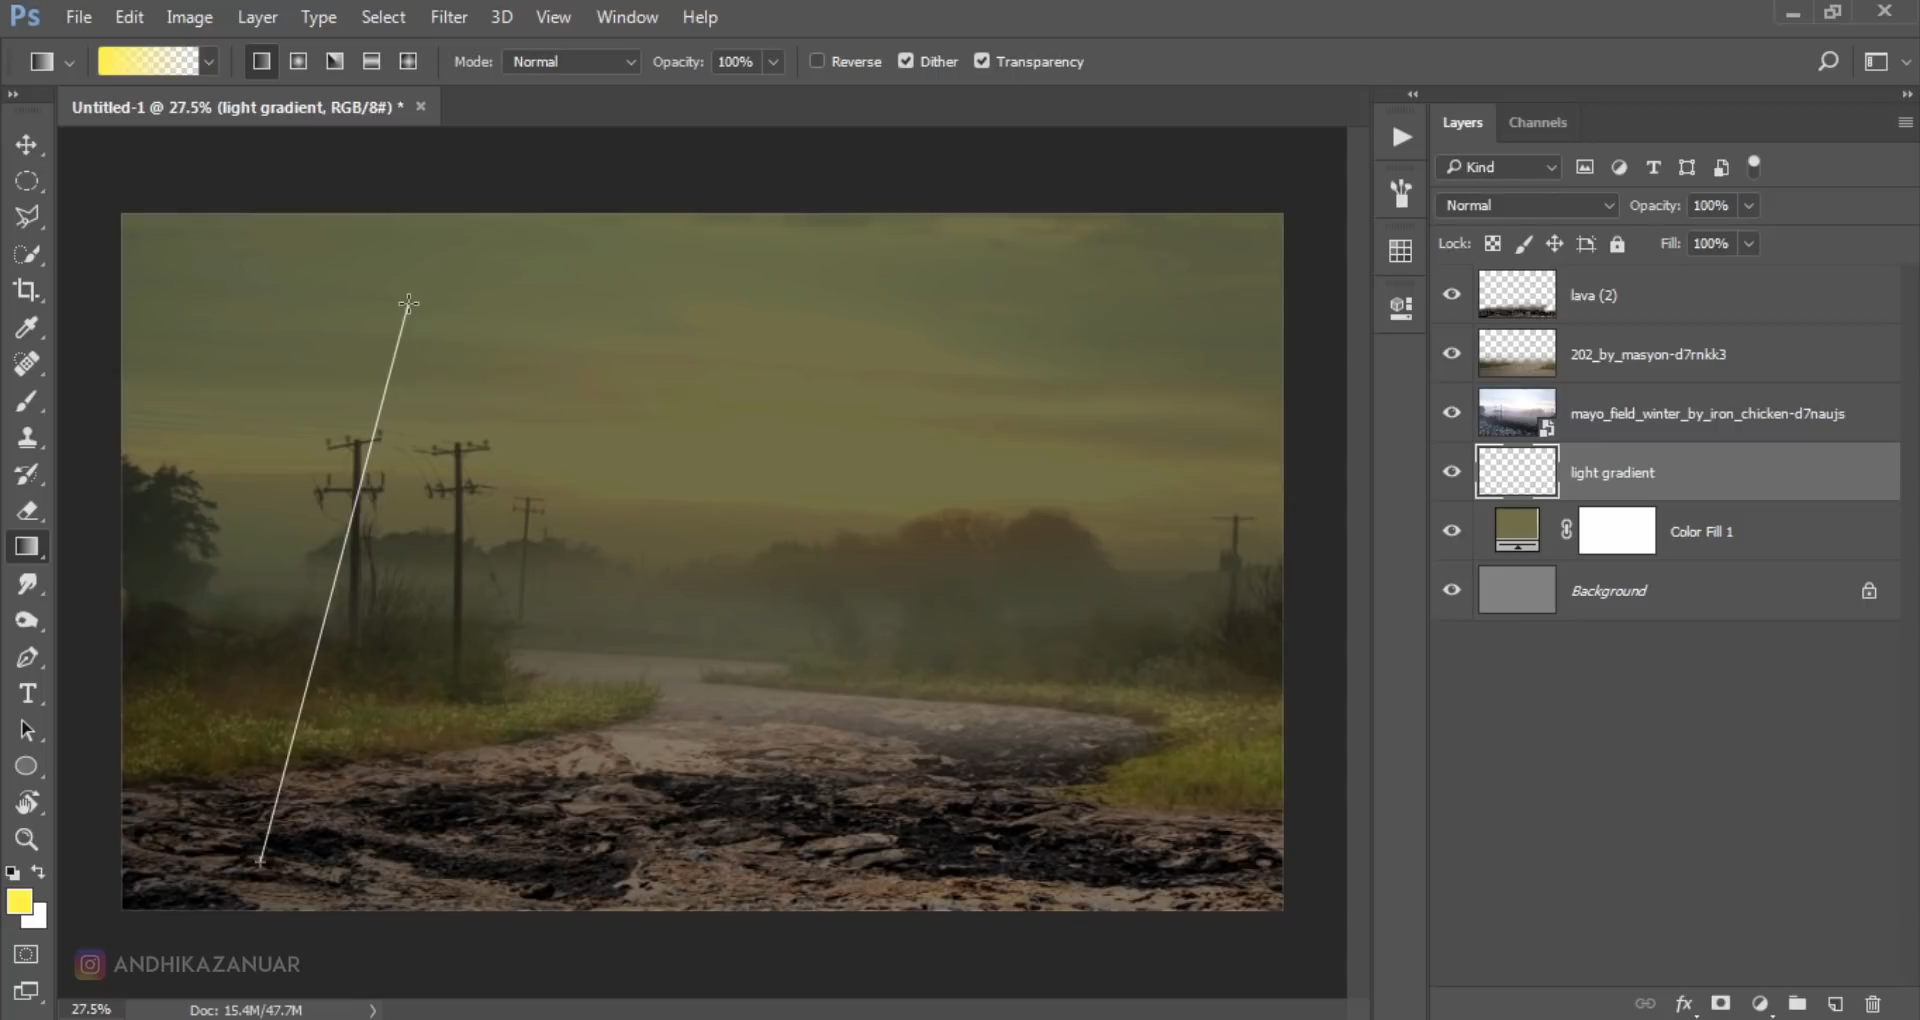 Ps File Edit Image Layer Type Select Filter 3D View Window Help
Mode: Normal Opacity: 100% Reverse Dither Transparency
Untitled-1 @ 27.5% (light gradient, RGB/8#) * ×
Layers Channels
Kind
Normal Opacity: 100%
Lock: Fill: 100%
lava (2)
202_by_masyon-d7rnkk3
mayo_field_winter_by_iron_chicken-d7naujs
light gradient
Color Fill 1
Background
ANDHIKAZANUAR
27.5% Doc: 15.4M/47.7M
fx